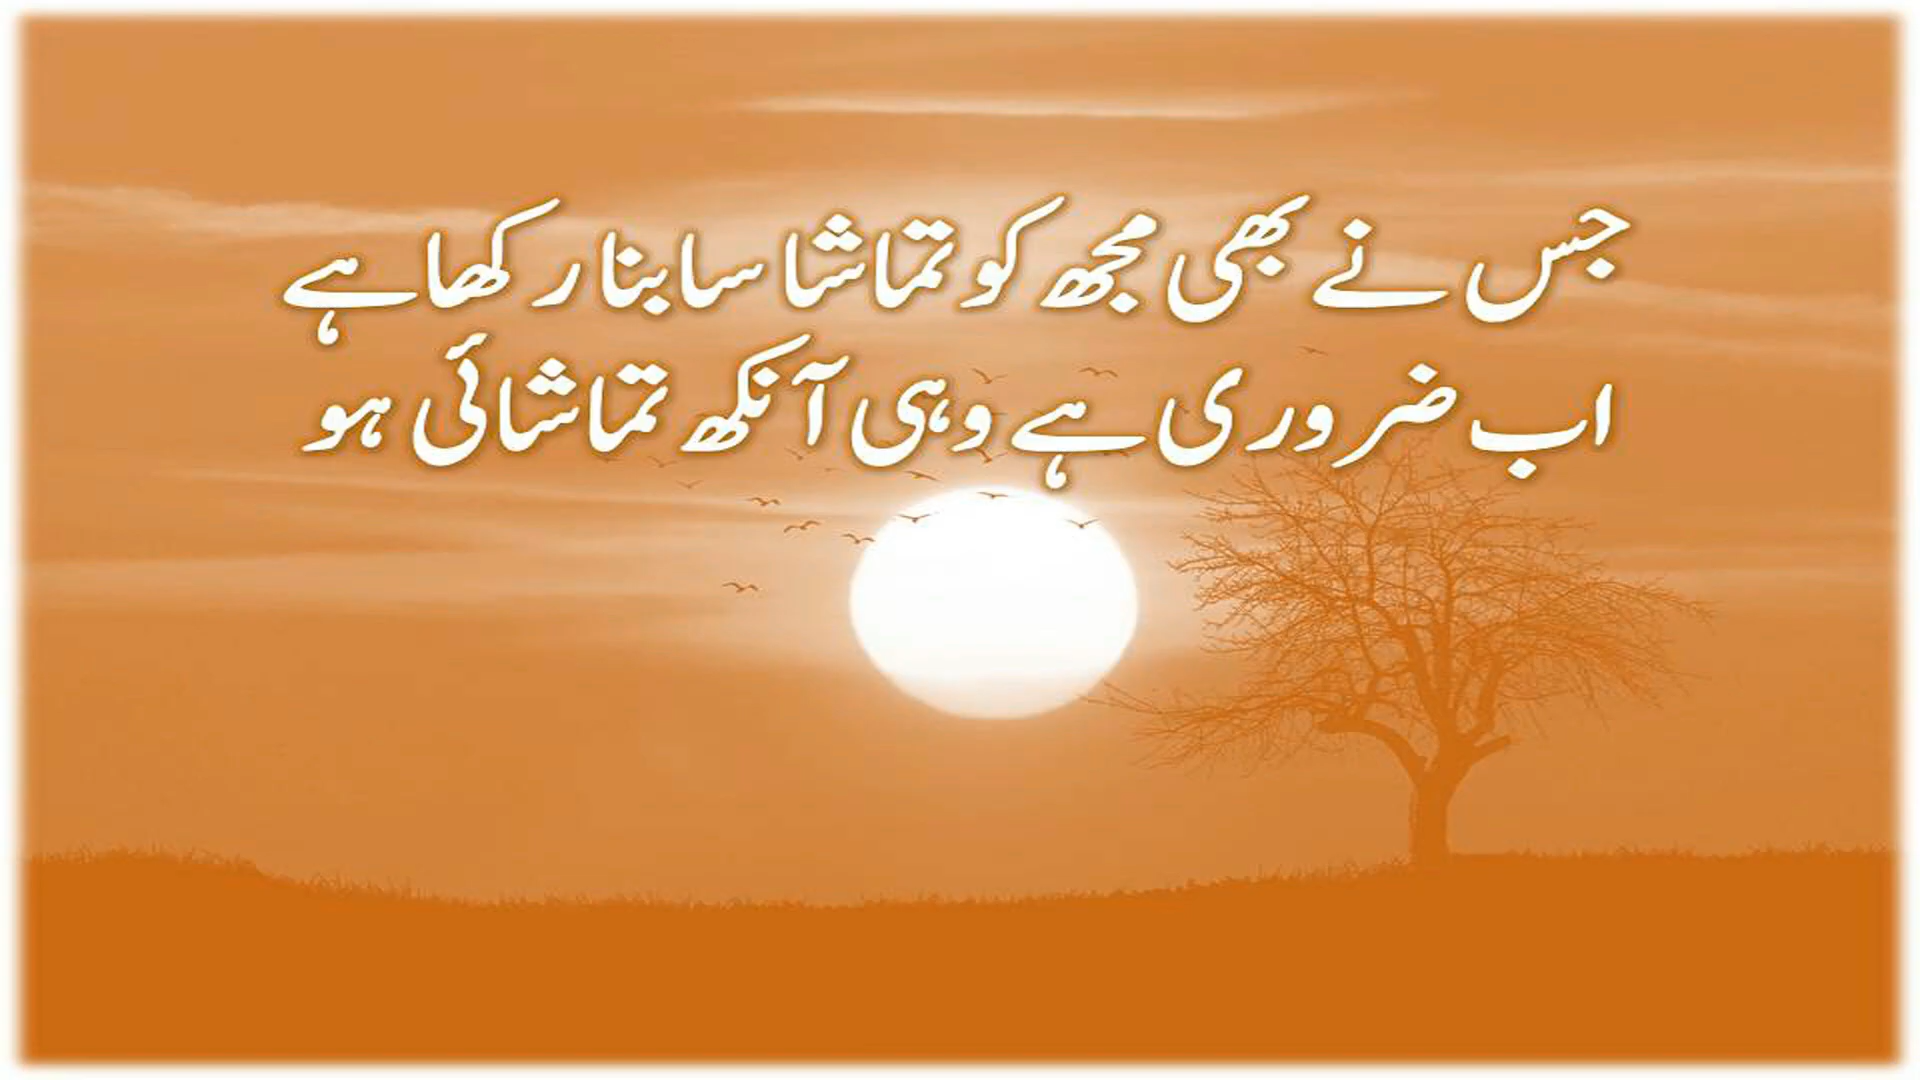 جس نے بھی مجھ کو تماشا سا بنا رکھا ہے
اب ضروری ہے وہی آنکھ تماشائی ہو